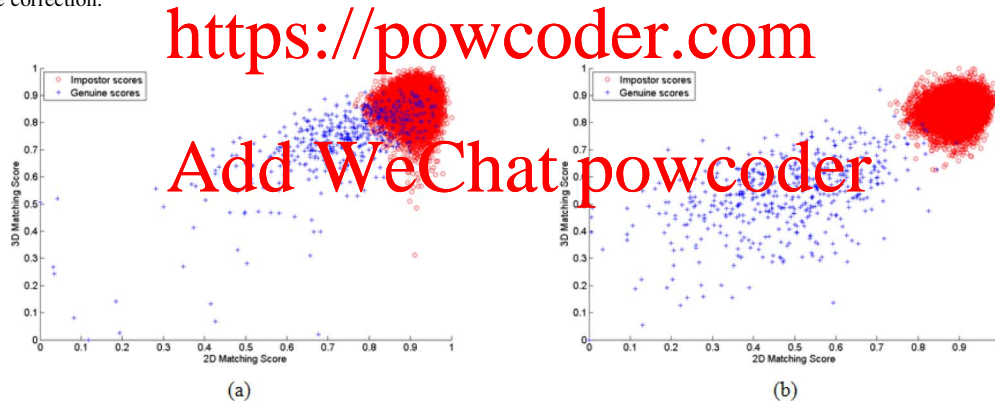 e correction.
https://powcoder.com
Impostor scores
Genuine scores
1
0.9
0.8
0.7
0.6
0.5
0.4
0.3
0.2
0.1
0
3D Matching Score
0 0.1 0.2 0.3 0.4 0.5 0.6 0.7 0.8 0.9 1
2D Matching Score
(a)
Impostor scores
Genuine scores
1
0.9
0.8
0.7
0.6
0.5
0.4
0.3
0.2
0.1
0
3D Matching Score
0 0.1 0.2 0.3 0.4 0.5 0.6 0.7 0.8 0.9
2D Matching Score
(b)
Add WeChat powcoder